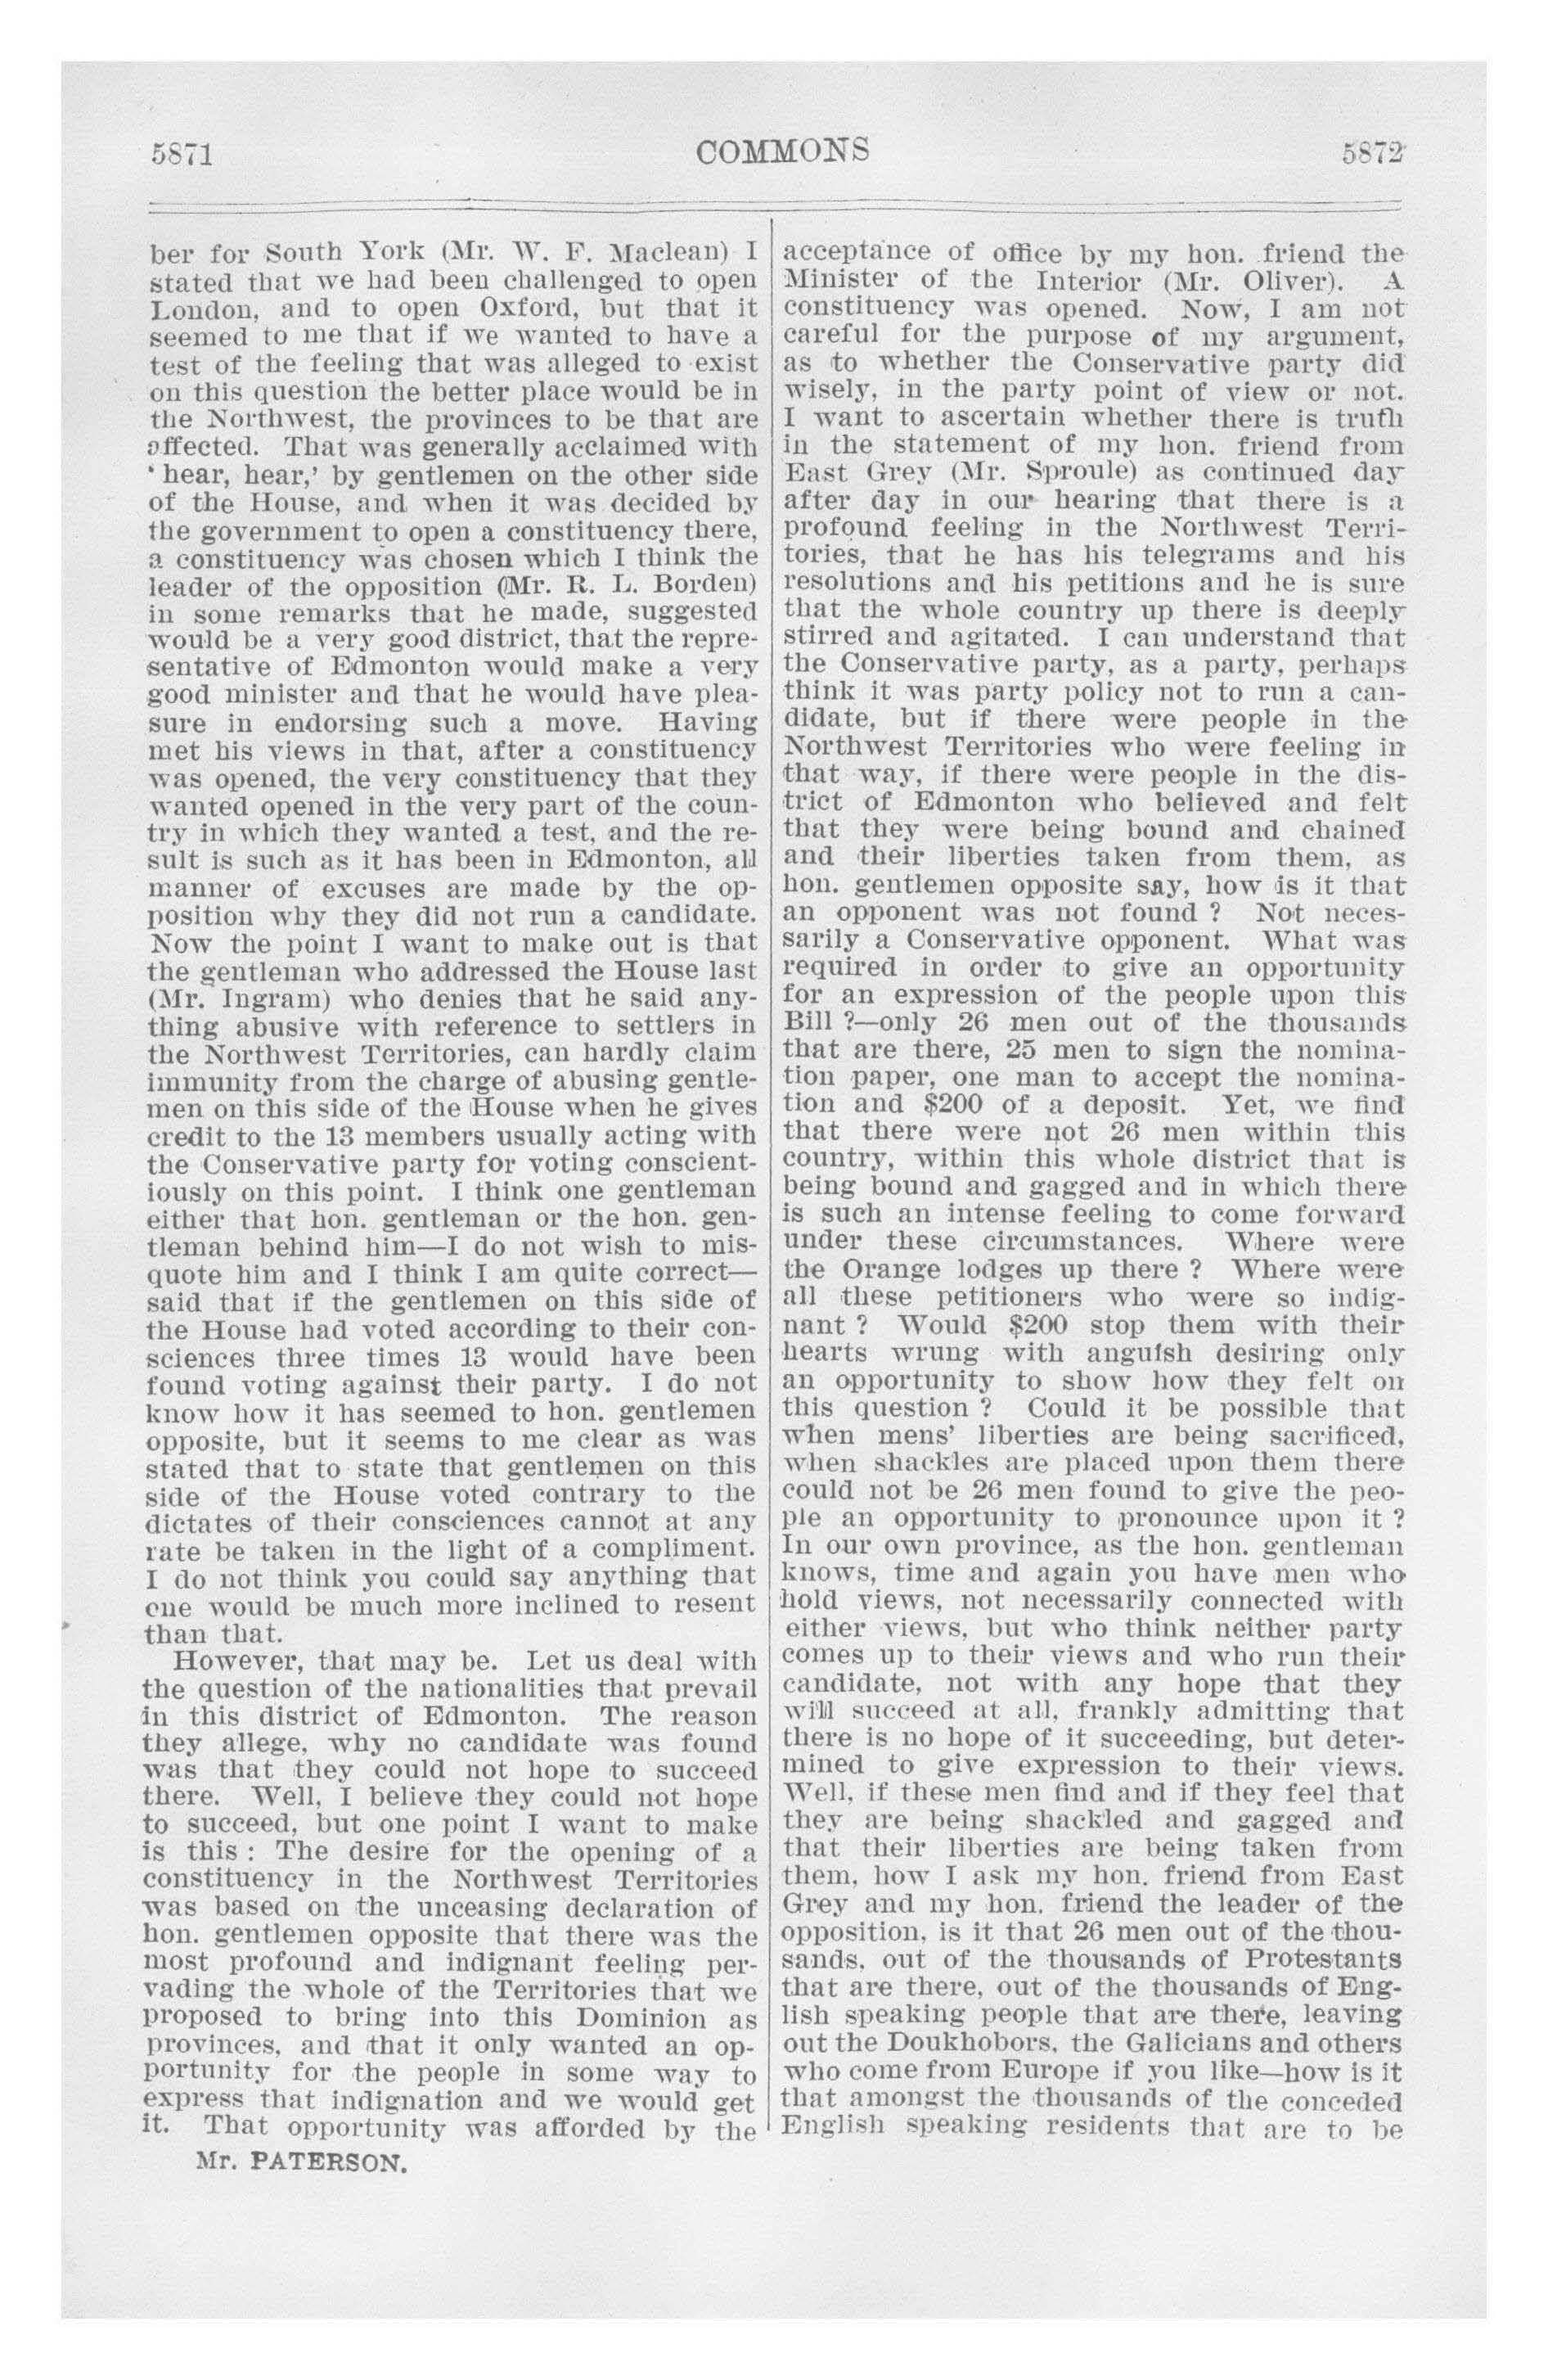 5871 COMMONS 5872
ber for South York (Mr. W. F. Maclean) I
stated that we had been challenged to open
London, and to open Oxford, but that it
seemed to me that if we wanted to have a
test of the feeling that was alleged to exist
on this question the better place would be in
the Northwest, the provinces to be that are
affected. That was generally acclaimed with
‘ hear, hear,’ by gentlemen on the other side
of the House, and when it was decided by
the government to open a constituency there,
a constituency was chosen which I think the
leader of the opposition (Mr. R. L. Borden)
in some remarks that he made, suggested
would be a very good district, that the repre-
sentative of Edmonton would make a very
good minister and that he would have plea-
sure in endorsing such a move. Having
met his views in that, after a constituency
was opened, the very constituency that they
wanted opened in the very part of the coun-
try in which they wanted a test, and the re-
sult is such as it has been in Edmonton, all
manner of excuses are made by the op-
position why they did not run a candidate.
Now the point I want to make out is that
the gentleman who addressed the House last
(Mr. Ingram) who denies that he said any-
thing abusive with reference to settlers in
the Northwest Territories, can hardly claim
immunity from the charge of abusing gentle-
men on this side of the House when he gives
credit to the 13 members usually acting with
the Conservative party for voting conscient-
iously on this point. I think one gentleman
either that hon. gentleman or the hon. gen-
tleman behind him—I do not wish to mis-
quote him and I think I am quite correct—
said that if the gentlemen on this side of
the House had voted according to their con-
sciences three times 13 would have been
found voting against their party. I do not
know how it has seemed to hon. gentlemen
opposite, but it seems to me clear as was
stated that to state that gentlemen on this
side of the House voted contrary to the
dictates of their consciences cannot at any
rate be taken in the light of a compliment.
I do not think you could say anything that
one would be much more inclined to resent
than that.
However, that may be. Let us deal with
the question of the nationalities that prevail
in this district of Edmonton. The reason
they allege, why no candidate was found
was that they could not hope to succeed
there. Well, I believe they could not hope
to succeed, but one point I want to make
is this : The desire for the opening of a
constituency in the Northwest Territories
was based on the unceasing declaration of
hon. gentlemen opposite that there was the
most profound and indignant feeling per-
vading the whole of the Territories that we
proposed to bring into this Dominion as
provinces, and that it only wanted an op-
portunity for the people in some way to
express that indignation and we would get
it. That opportunity was afforded by the
Mr. PATERSON.
acceptance of office by my hon. friend the
Minister of the Interior (Mr. Oliver). A
constituency was opened. Now, I am not
careful for the purpose of my argument,
as to whether the Conservative party did
wisely, in the party point of view or not.
I want to ascertain whether there is truth
in the statement of my hon. friend from
East Grey (Mr. Sproule) as continued day
after day in our hearing that there is a
profound feeling in the Northwest Terri-
tories, that he has his telegrams and his
resolutions and his petitions and he is sure
that the whole country up there is deeply
stirred and agitated. I can understand that
the Conservative party, as a party, perhaps
think it was party policy not to run a can-
didate, but if there were people in the
Northwest Territories who were feeling in
that way, if there were people in the dis-
trict of Edmonton who believed and felt
that they were being bound and chained
and their liberties taken from them, as
hon. gentlemen opposite say, how is it that
an opponent was not found ? Not neces-
sarily a Conservative opponent. What was
required in order to give an opportunity
for an expression of the people upon this
Bill ?—only 26 men out of the thousands
that are there, 25 men to sign the nomina-
tion paper, one man to accept the nomina-
tion and $200 of a deposit. Yet, we find
that there were not 26 men within this
country, within this whole district that is
being bound and gagged and in which there
is such an intense feeling to come forward
under these circumstances. Where were
the Orange lodges up there ? Where were
all these petitioners who were so indig-
nant ? Would $200 stop them with their
hearts wrung with anguish desiring only
an opportunity to show how they felt on
this question ? Could it be possible that
when mens’ liberties are being sacrificed,
when shackles are placed upon them there
could not be 26 men found to give the peo-
ple an opportunity to pronounce upon it ?
In our own province, as the hon. gentleman
knows, time and again you have men who
hold views, not necessarily connected with
either views, but who think neither party
comes up to their views and who run their
candidate, not with any hope that they
will succeed at all, frankly admitting that
there is no hope of it succeeding, but deter-
mined to give expression to their views.
Well, if these men find and if they feel that
they are being shackled and gagged and
that their liberties are being taken from
them, how I ask my hon. friend from East
Grey and my hon. friend the leader of the
opposition, is it that 26 men out of the thou-
sands, out of the thousands of Protestants
that are there, out of the thousands of Eng-
lish speaking people that are there, leaving
out the Doukhobors, the Galicians and others
who come from Europe if you like—how is it
that amongst the thousands of the conceded
English speaking residents that are to be